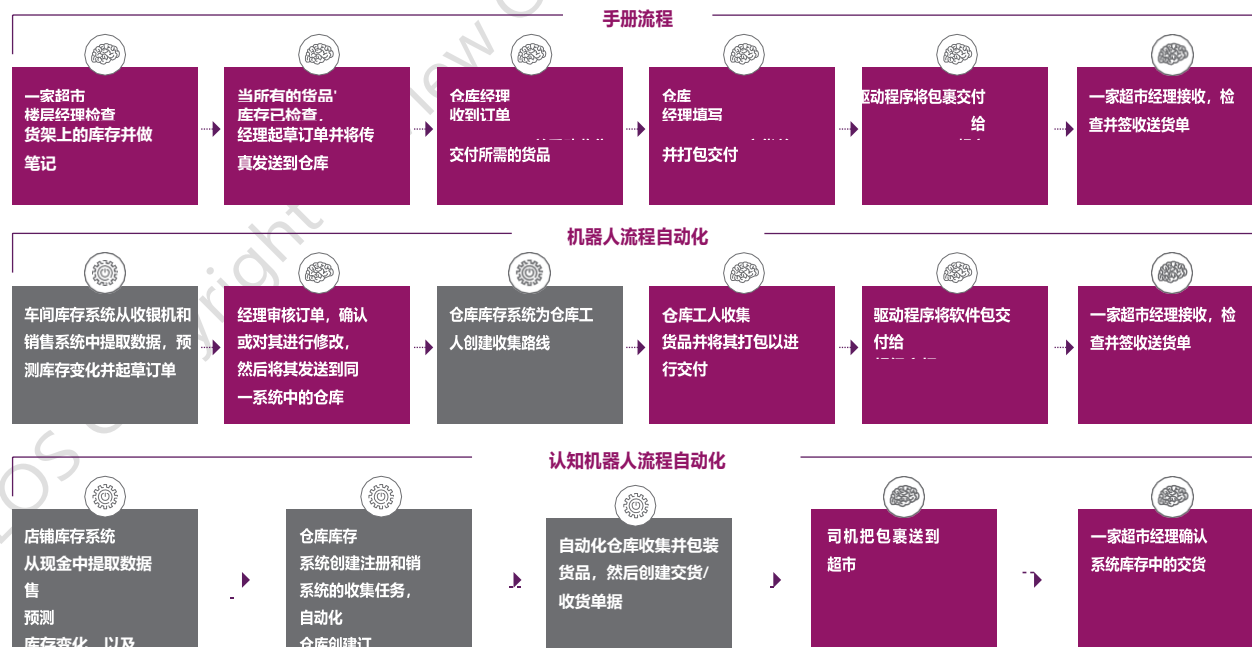 手册流程
一家超市
楼层经理检查
货架上的库存并做
笔记
当所有的货品'
库存已检查，
经理起草订单并将传
真发送到仓库
仓库经理
收到订单
交付所需的货品
仓库
经理填写
并打包交付
驱动程序将包裹交付
给
一家超市经理接收，检
查并签收送货单
机器人流程自动化
车间库存系统从收银机和
销售系统中提取数据，预
测库存变化并起草订单
经理审核订单，确认
或对其进行修改，
然后将其发送到同
一系统中的仓库
仓库库存系统为仓库工
人创建收集路线
仓库工人收集
货品并将其打包以进
行交付
驱动程序将软件包交
付给
一家超市经理接收，检
查并签收送货单
认知机器人流程自动化
店铺库存系统
从现金中提取数据
售
预测
库存变化，以及
仓库库存
系统创建注册和销
系统的收集任务，
自动化
仓库创建订
自动化仓库收集并包装
货品，然后创建交货/
收货单据
司机把包裹送到
超市
一家超市经理确认
系统库存中的交货